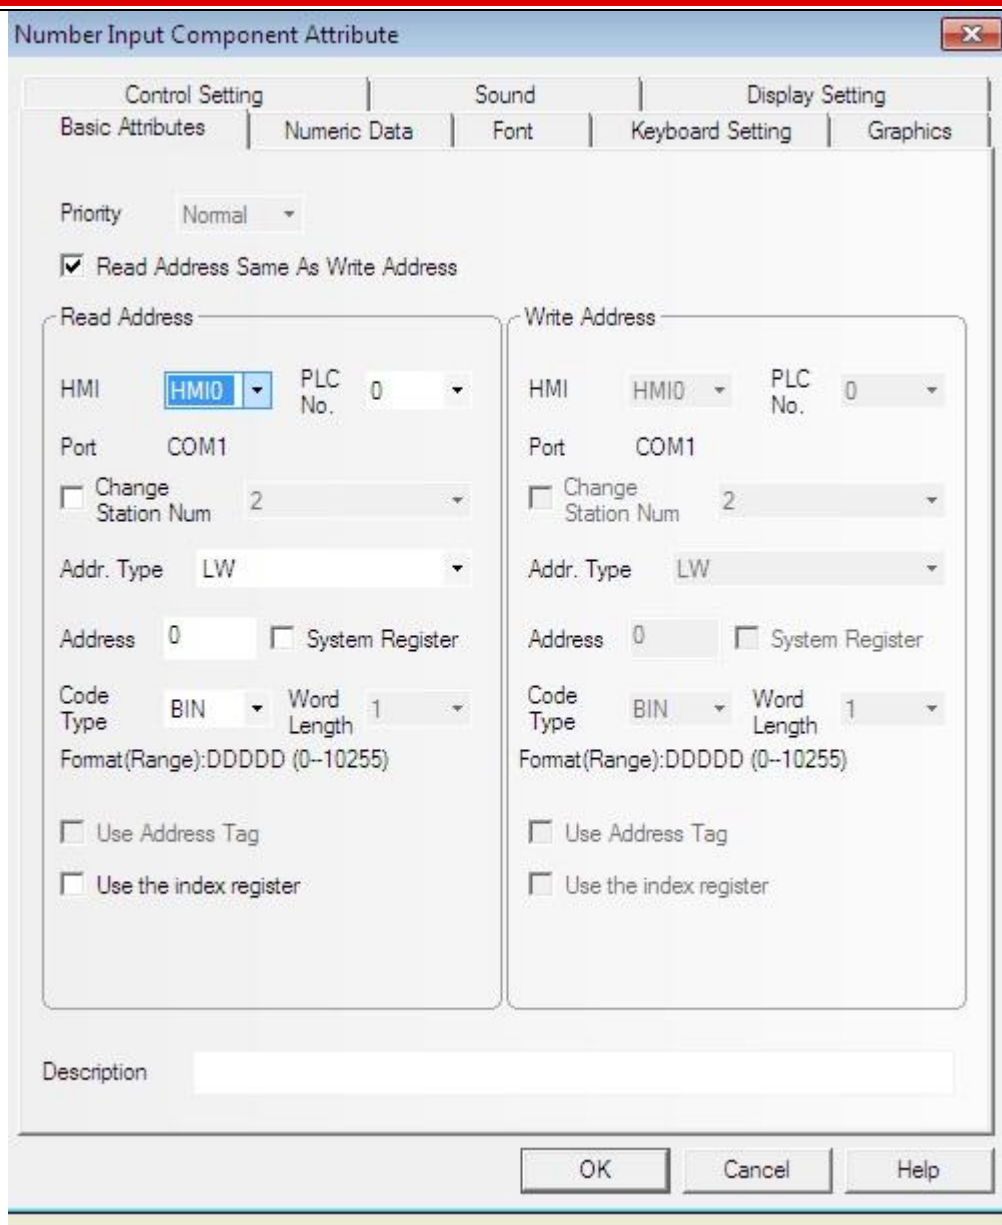 Number Input Component Attribute
Control Setting Sound Display Setting
Basic Attributes Numeric Data Font Keyboard Setting Graphics
Priority Normal
Read Address Same As Write Address
Read Address
HMI HMI0 PLC No. 0
Port COM1
Change Station Num 2
Addr. Type LW
Address 0 System Register
Code Type BIN Word Length 1
Format(Range):DDDDD (0--10255)
Use Address Tag
Use the index register
Write Address
HMI HMI0 PLC No. 0
Port COM1
Change Station Num 2
Addr. Type LW
Address 0 System Register
Code Type BIN Word Length 1
Format(Range):DDDDD (0--10255)
Use Address Tag
Use the index register
Description
OK Cancel Help